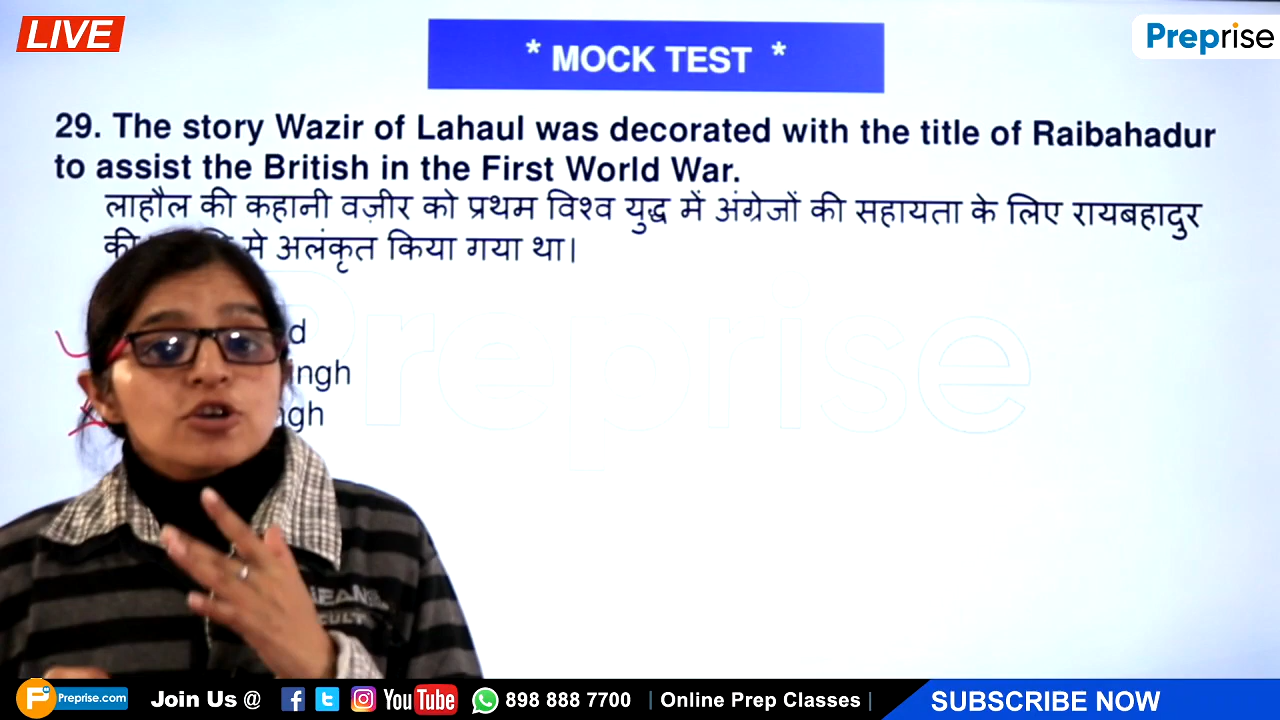 LIVE
* MOCK TEST *
Preprise
29. The story Wazir of Lahaul was decorated with the title of Raibahadur
to assist the British in the First World War.
लाहौल की कहानी वज़ीर को प्रथम विश्व युद्ध में अंग्रेजों की सहायता के लिए रायबहादुर
की से अलंकृत किया गया था।
Preprise
Preprise.com
Join Us @
YouTube
898 888 7700
Online Prep Classes
SUBSCRIBE NOW